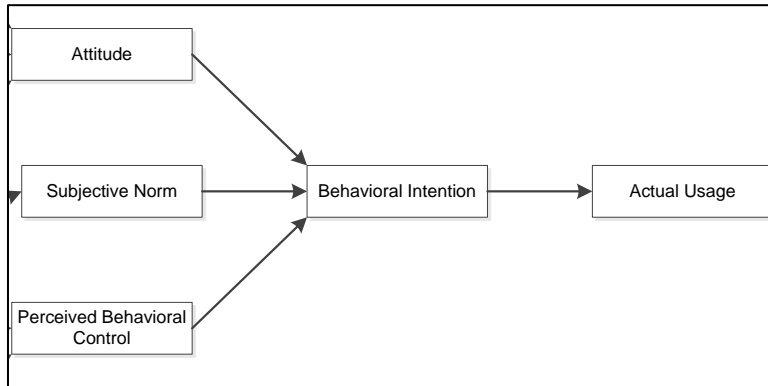 Attitude
Subjective Norm
Behavioral Intention
Actual Usage
Perceived Behavioral
Control